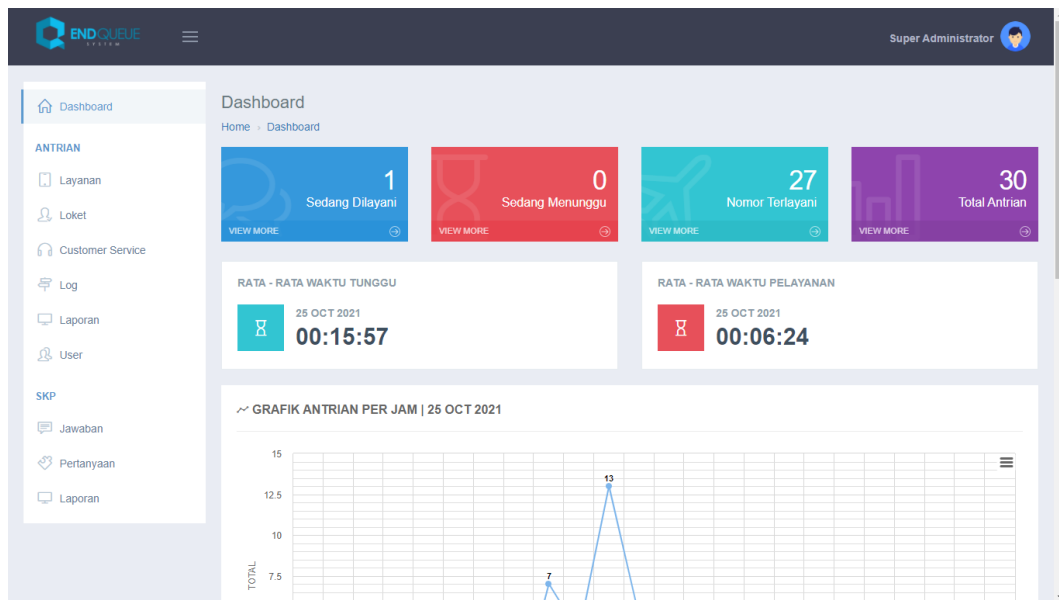 ENDQUEUE
SYSTEM
Super Administrator
Dashboard
ANTRIAN
Layanan
Loket
Customer Service
Log
Laporan
User
SKP
Jawaban
Pertanyaan
Laporan
Dashboard
Home > Dashboard
1
Sedang Dilayani
VIEW MORE
0
Sedang Menunggu
VIEW MORE
27
Nomor Terlayani
VIEW MORE
30
Total Antrian
VIEW MORE
RATA - RATA WAKTU TUNGGU
25 OCT 2021
00:15:57
RATA - RATA WAKTU PELAYANAN
25 OCT 2021
00:06:24
GRAFIK ANTRIAN PER JAM | 25 OCT 2021
15
12.5
10
7.5
TOTAL
13
7